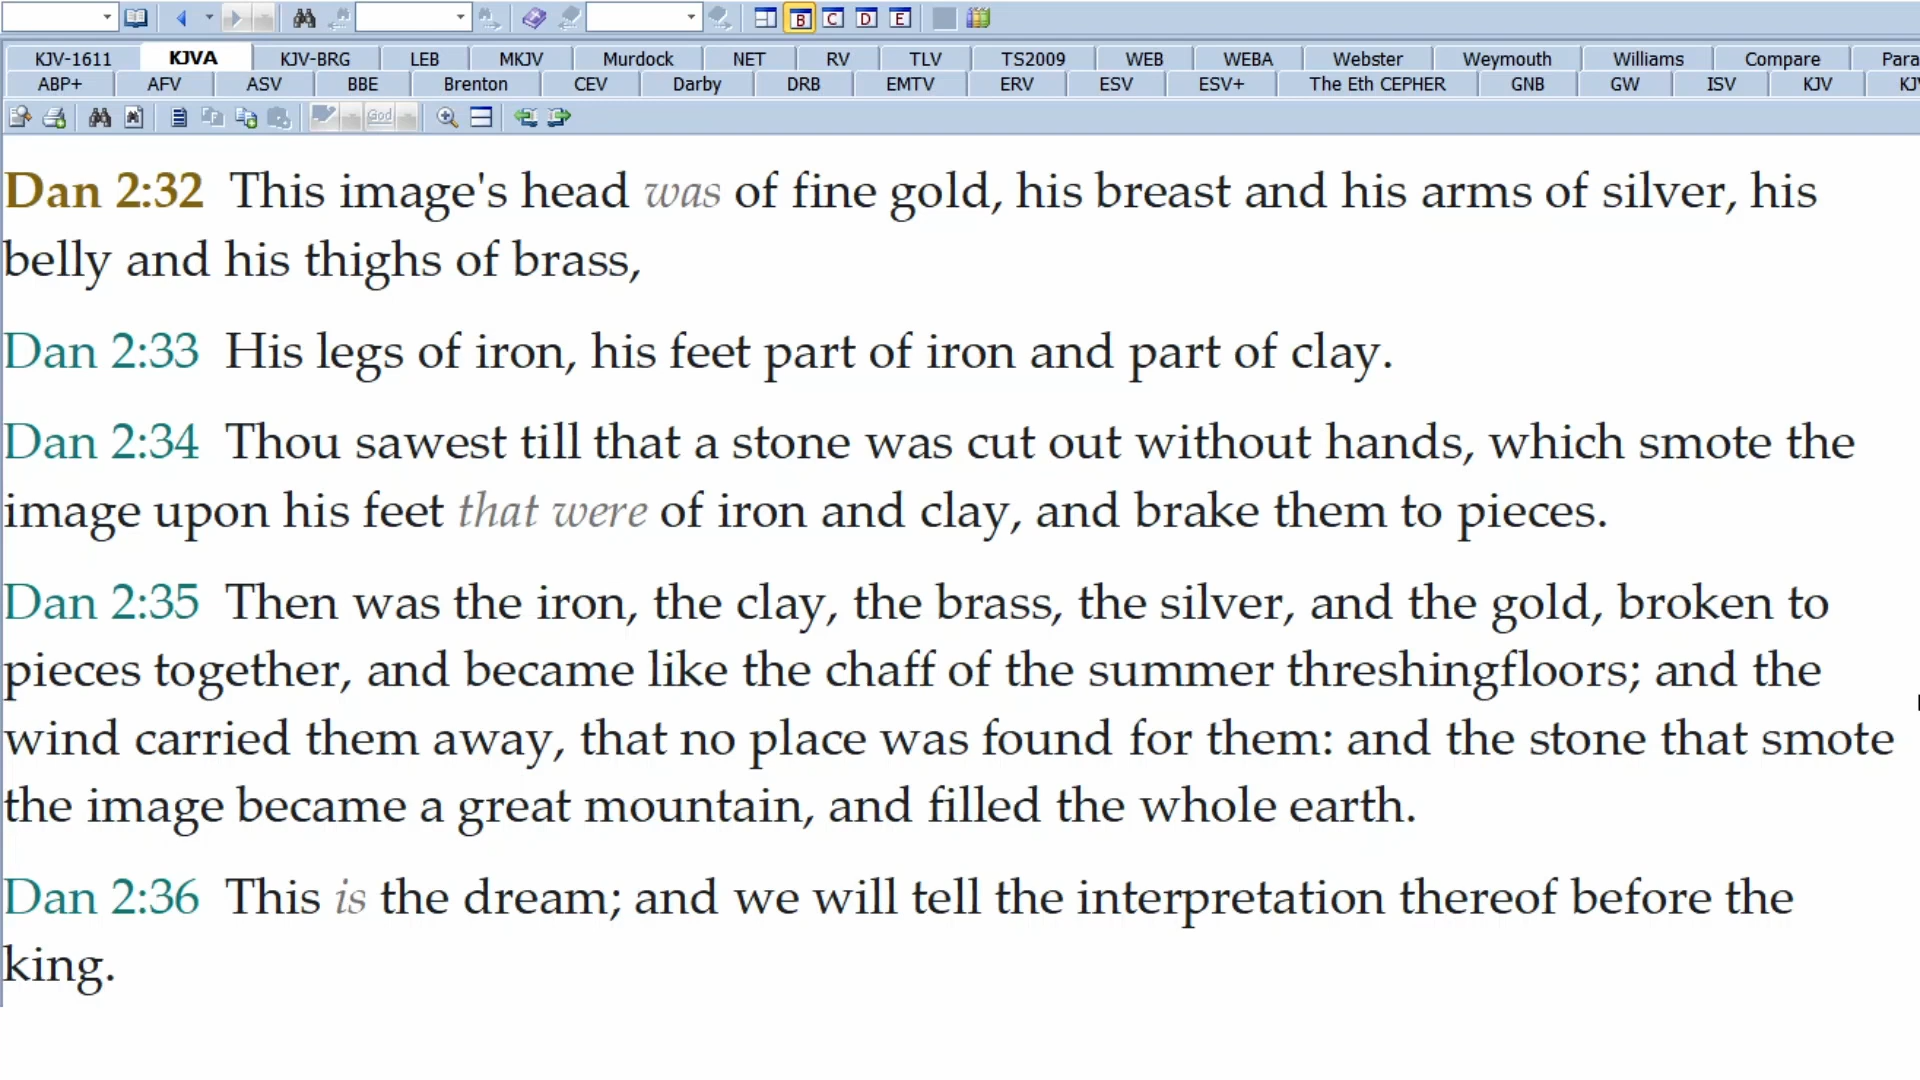 B C D E
KJV-1611 KJVA KJV-BRG LEB MKJV Murdock NET RV TLV TS2009 WEB WEBA Webster Weymouth Williams Compare Para
ABP+ AFV ASV BBE Brenton CEV Darby DRB EMTV ERV ESV ESV+ The Eth CEPHER GNB GW ISV KJV KJ
God
Dan 2:32 This image's head was of fine gold, his breast and his arms of silver, his
belly and his thighs of brass,
Dan 2:33 His legs of iron, his feet part of iron and part of clay.
Dan 2:34 Thou sawest till that a stone was cut out without hands, which smote the
image upon his feet that were of iron and clay, and brake them to pieces.
Dan 2:35 Then was the iron, the clay, the brass, the silver, and the gold, broken to
pieces together, and became like the chaff of the summer threshingfloors; and the
wind carried them away, that no place was found for them: and the stone that smote
the image became a great mountain, and filled the whole earth.
Dan 2:36 This is the dream; and we will tell the interpretation thereof before the
king.